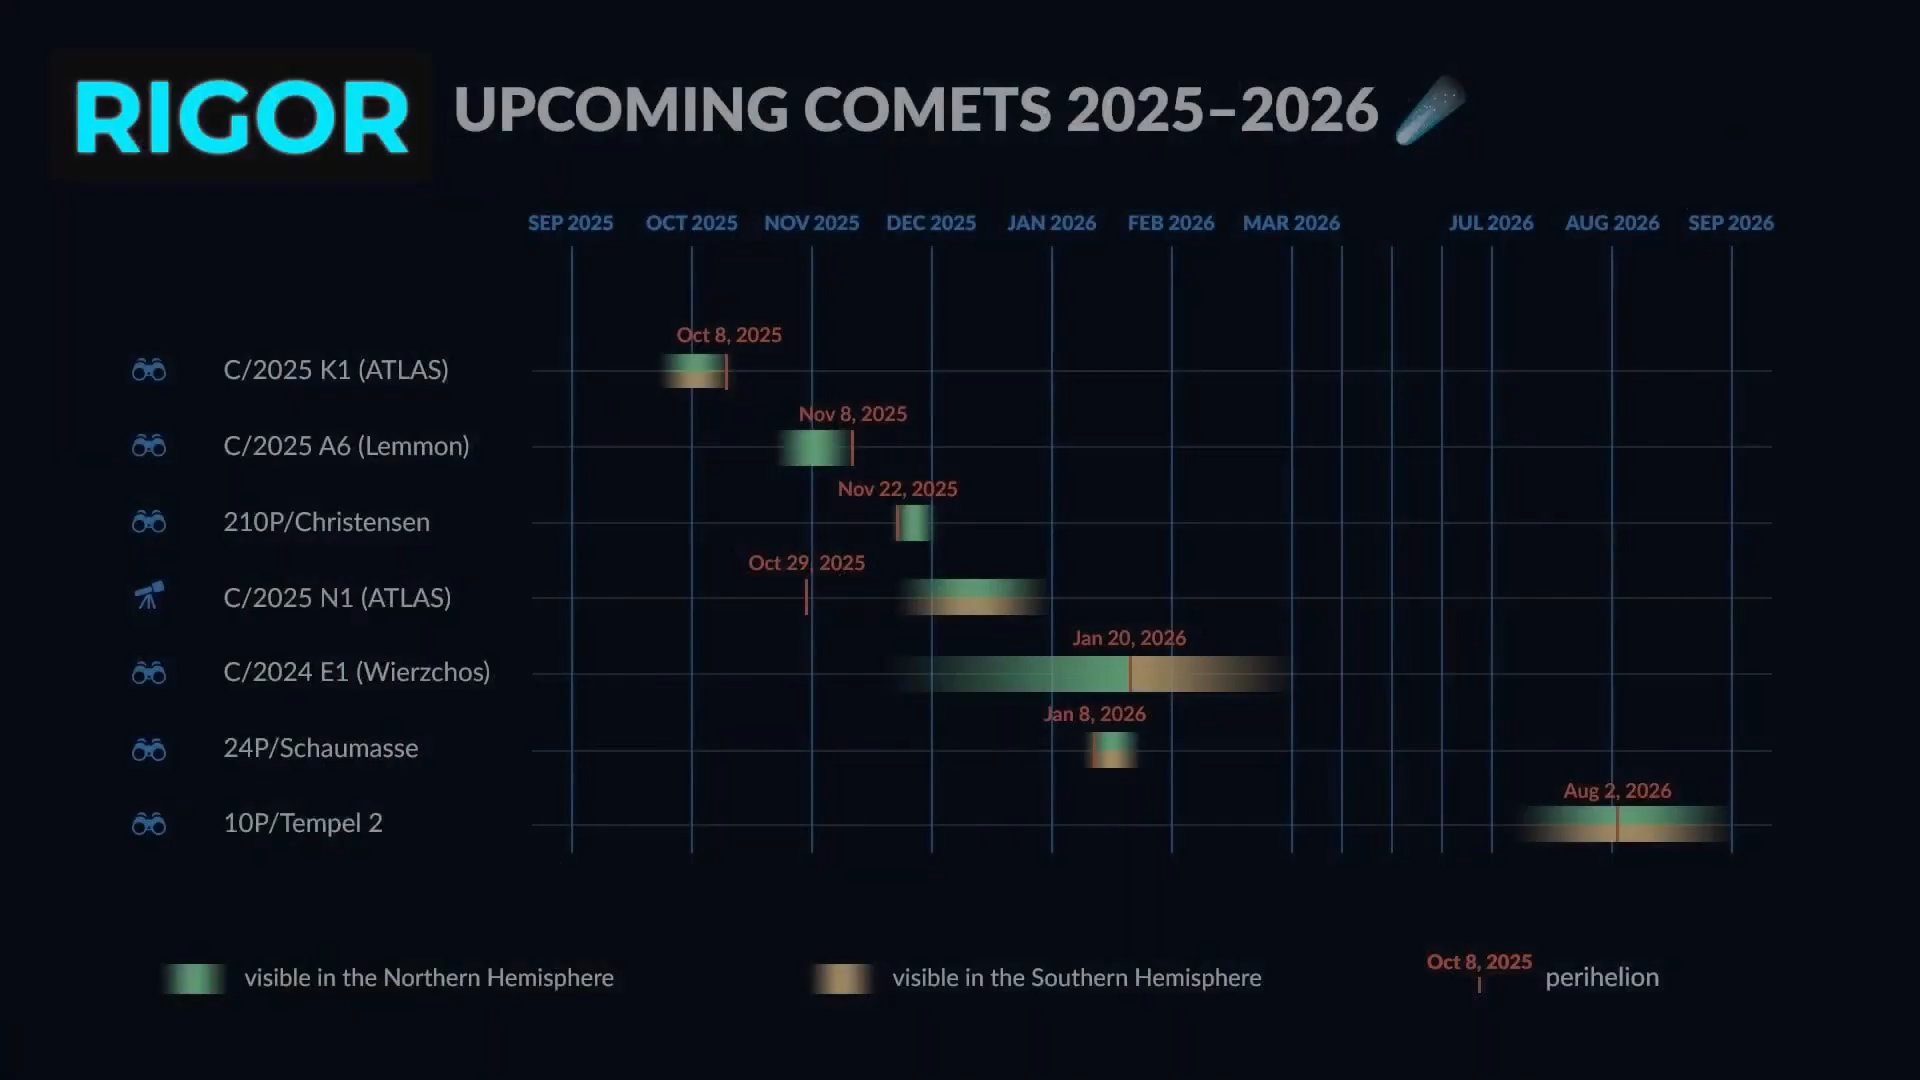 RIGOR UPCOMING COMETS 2025–2026
SEP 2025 OCT 2025 NOV 2025 DEC 2025 JAN 2026 FEB 2026 MAR 2026 JUL 2026 AUG 2026 SEP 2026
Oct 8, 2025
C/2025 K1 (ATLAS)
Nov 8, 2025
C/2025 A6 (Lemmon)
Nov 22, 2025
210P/Christensen
Oct 29, 2025
C/2025 N1 (ATLAS)
Jan 20, 2026
C/2024 E1 (Wierzchos)
Jan 8, 2026
24P/Schaumasse
Aug 2, 2026
10P/Tempel 2
visible in the Northern Hemisphere
visible in the Southern Hemisphere
Oct 8, 2025 perihelion